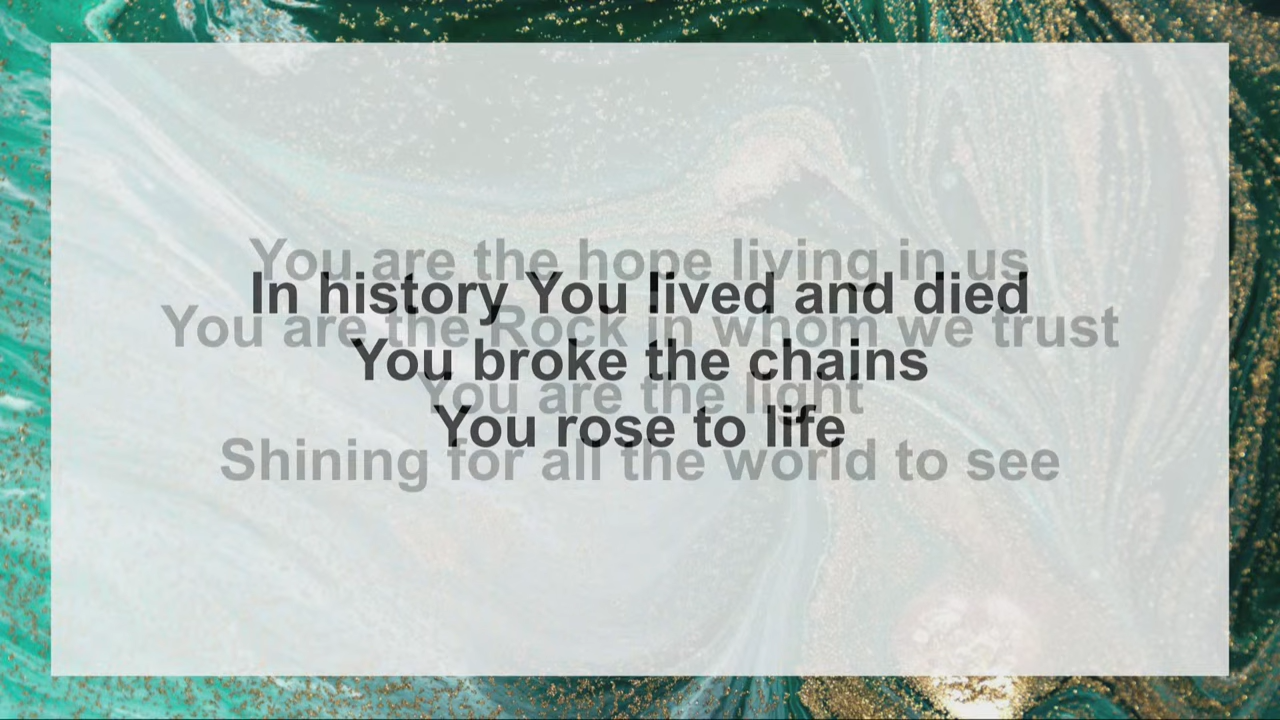 You are the hope living in us
In history You lived and died
You are the Rock in whom we trust
You broke the chains
You are the light
You rose to life
Shining for all the world to see